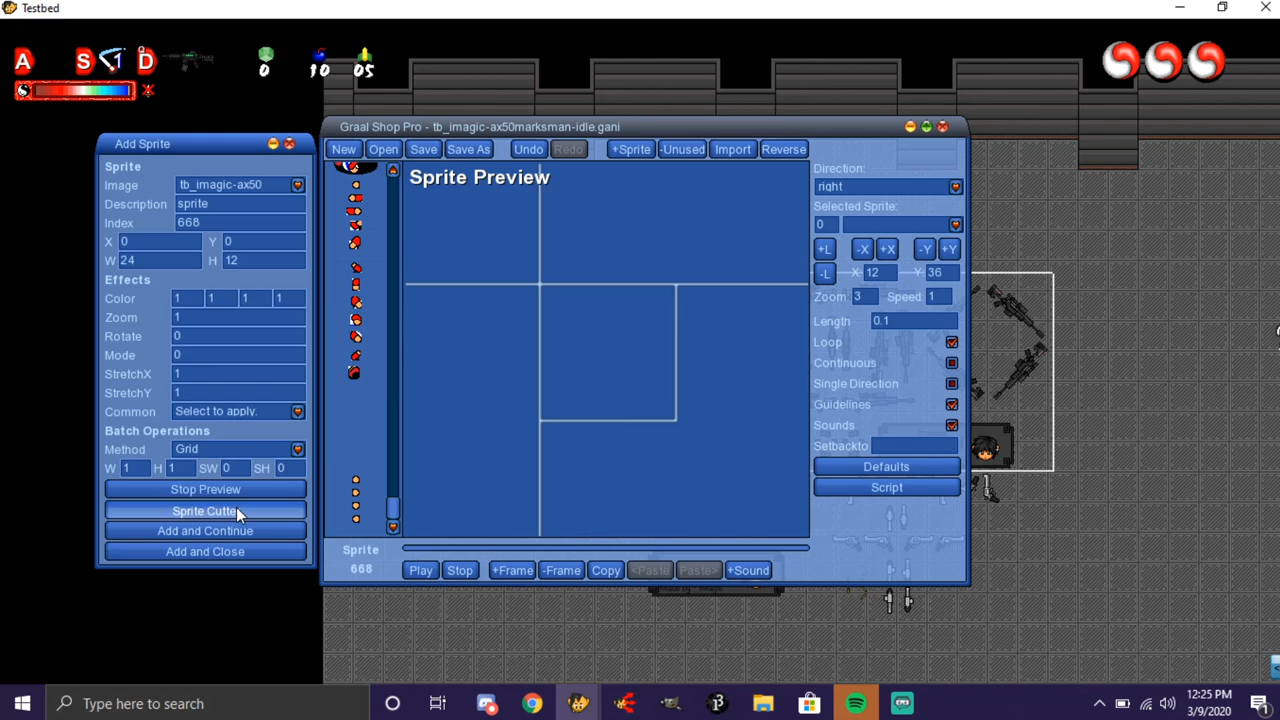 Testbed
A S 1 D
0 10 05
Add Sprite
Sprite
Image tb_imagic-ax50
Description sprite
Index 668
X 0 Y 0
W 24 H 12
Effects
Color 1 1 1 1
Zoom 1
Rotate 0
Mode 0
StretchX 1
StretchY 1
Common Select to apply.
Batch Operations
Method Grid
W 1 H 1 SW 0 SH 0
Stop Preview
Sprite Cutte
Add and Continue
Add and Close
Graal Shop Pro - tb_imagic-ax50marksman-idle.gani
New Open Save Save As Undo Redo +Sprite -Unused Import Reverse
Sprite Preview
Sprite
668
Play Stop +Frame -Frame Copy <Paste Paste> +Sound
Direction:
right
Selected Sprite:
0
+L -X +X -Y +Y
-L X 12 Y 36
Zoom: 3 Speed: 1
Length 0.1
Loop
Continuous
Single Direction
Guidelines
Sounds
Setbackto
Defaults
Script
Type here to search
12:25 PM
3/9/2020